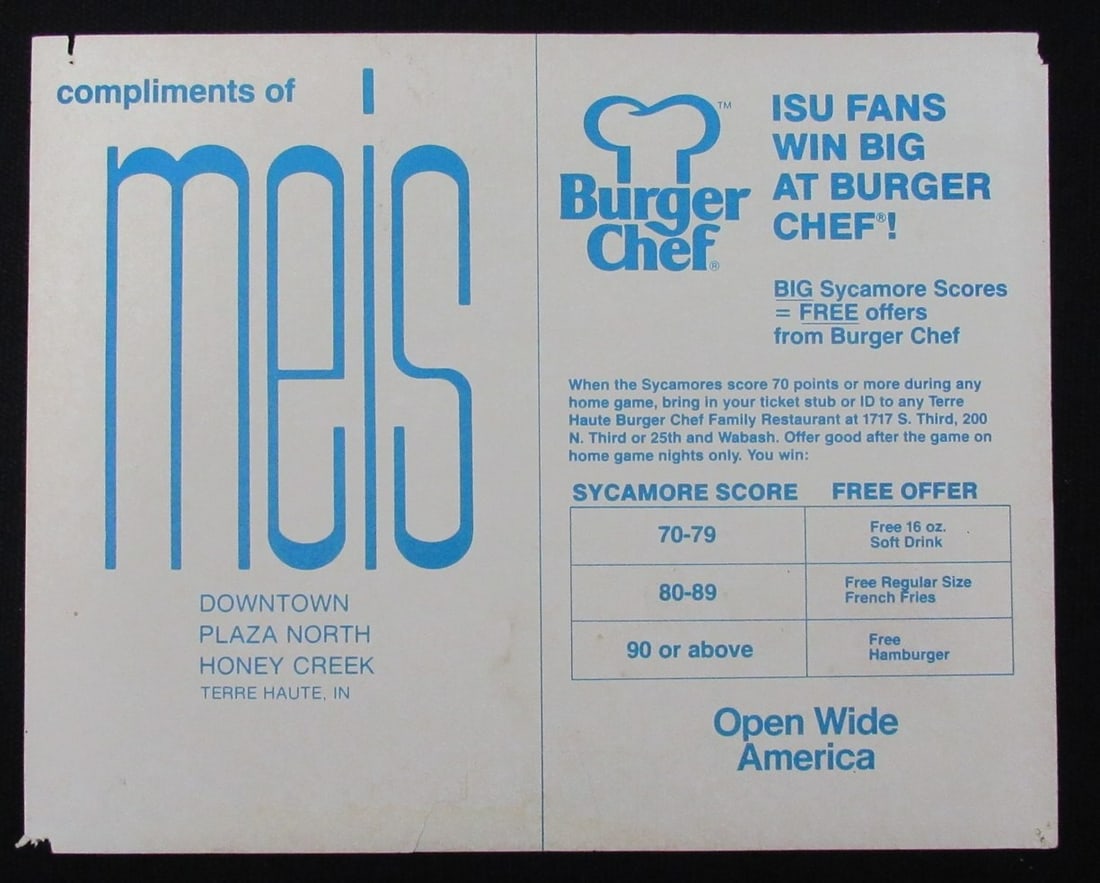 compliments of
meis
DOWNTOWN
PLAZA NORTH
HONEY CREEK
TERRE HAUTE, IN
Burger
Chef®
™
ISU FANS
WIN BIG
AT BURGER
CHEF®!
BIG Sycamore Scores
= FREE offers
from Burger Chef
When the Sycamores score 70 points or more during any
home game, bring in your ticket stub or ID to any Terre
Haute Burger Chef Family Restaurant at 1717 S. Third, 200
N. Third or 25th and Wabash. Offer good after the game on
home game nights only. You win:
SYCAMORE SCORE FREE OFFER
70-79 Free 16 oz.
Soft Drink
80-89 Free Regular Size
French Fries
90 or above Free
Hamburger
Open Wide
America